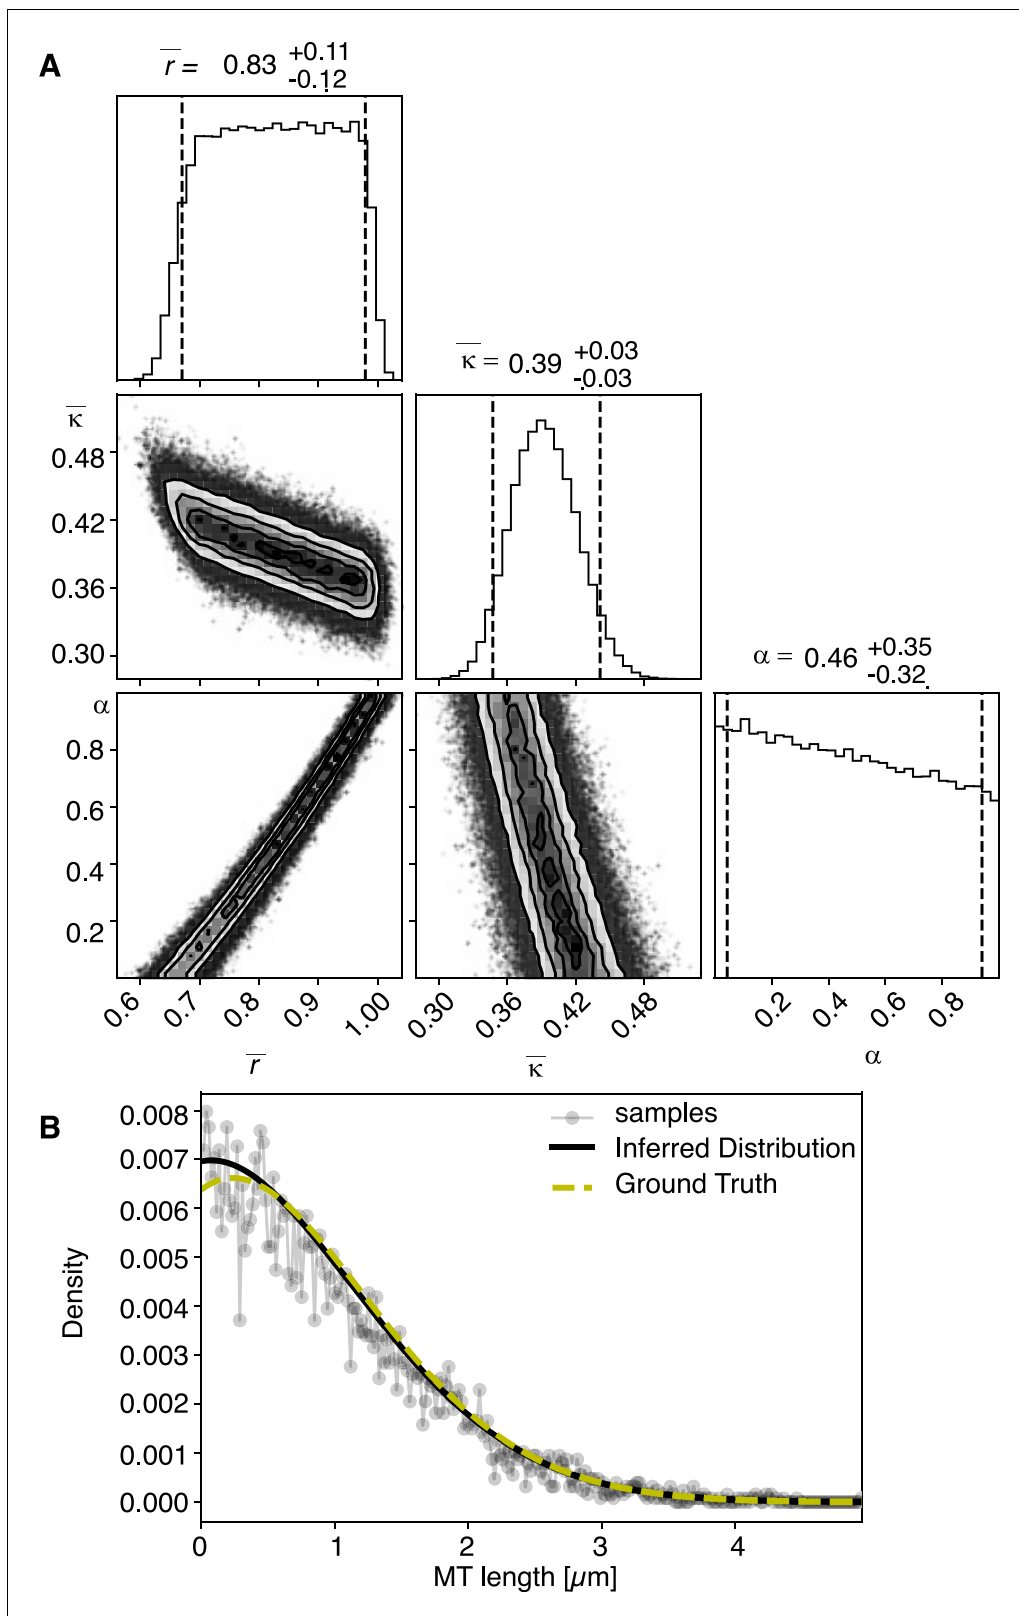 A
r̅ = 0.83 +0.11 -0.12
κ̅ = 0.39 +0.03 -0.03
κ̅
0.48
0.42
0.36
0.30
α = 0.46 +0.35 -0.32
α
0.8
0.6
0.4
0.2
0.6 0.7 0.8 0.9 1.00
0.30 0.36 0.42 0.48
0.2 0.4 0.6 0.8
r̅ κ̅ α
B
samples
Inferred Distribution
Ground Truth
Density
0.008
0.007
0.006
0.005
0.004
0.003
0.002
0.001
0.000
0 1 2 3 4
MT length [μm]